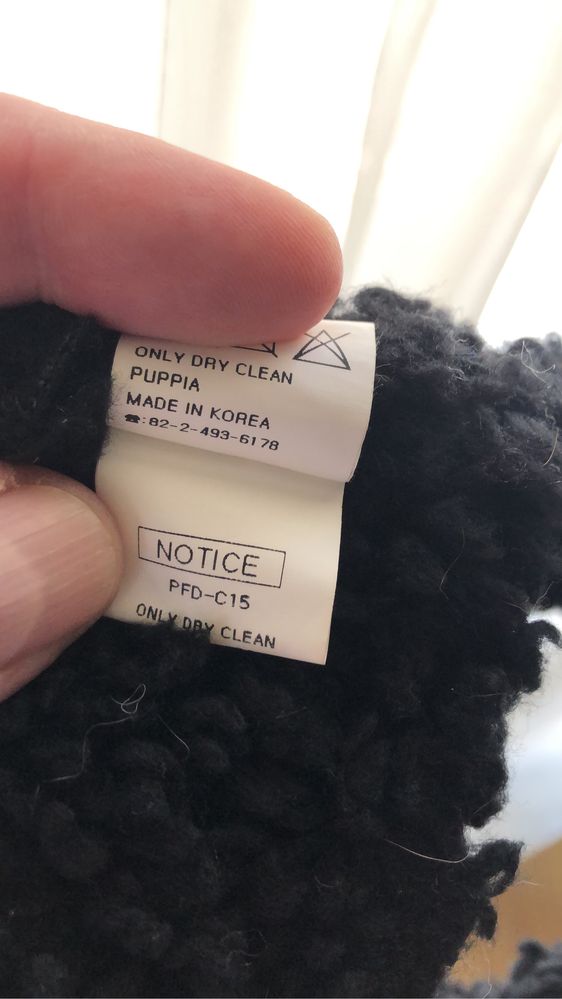 ONLY DRY CLEAN
PUPPIA
MADE IN KOREA
☎:82-2-493-6178
NOTICE
PFD-C15
ONLY DRY CLEAN